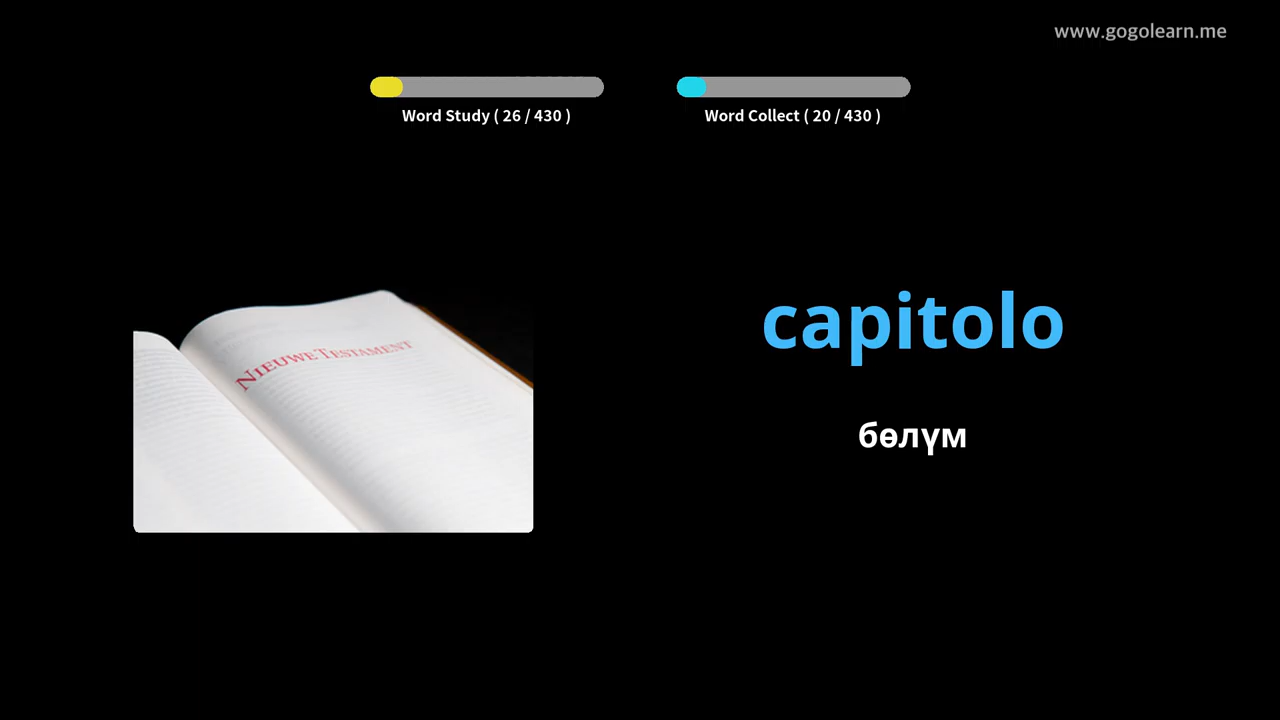 www.gogolearn.me
Word Study ( 26 / 430 )
Word Collect ( 20 / 430 )
NIEUWE TESTAMENT
capitolo
бөлүм